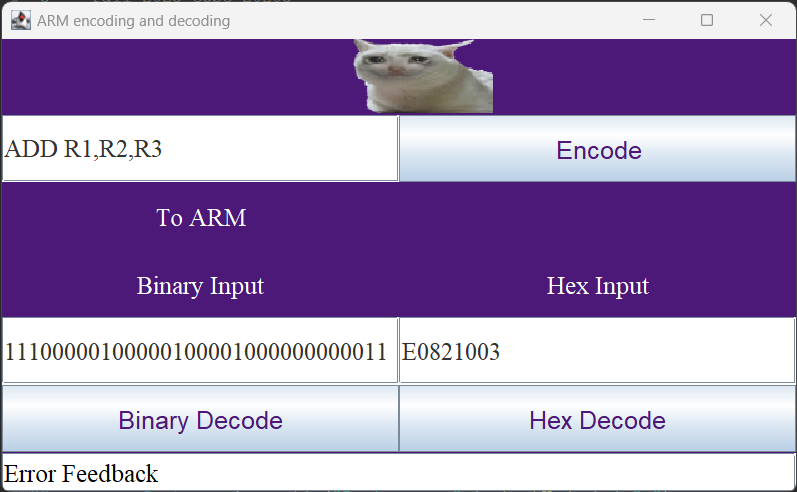 ARM encoding and decoding
ADD R1,R2,R3
Encode
To ARM
Binary Input
Hex Input
11100000100000100001000000000011
E0821003
Binary Decode
Hex Decode
Error Feedback